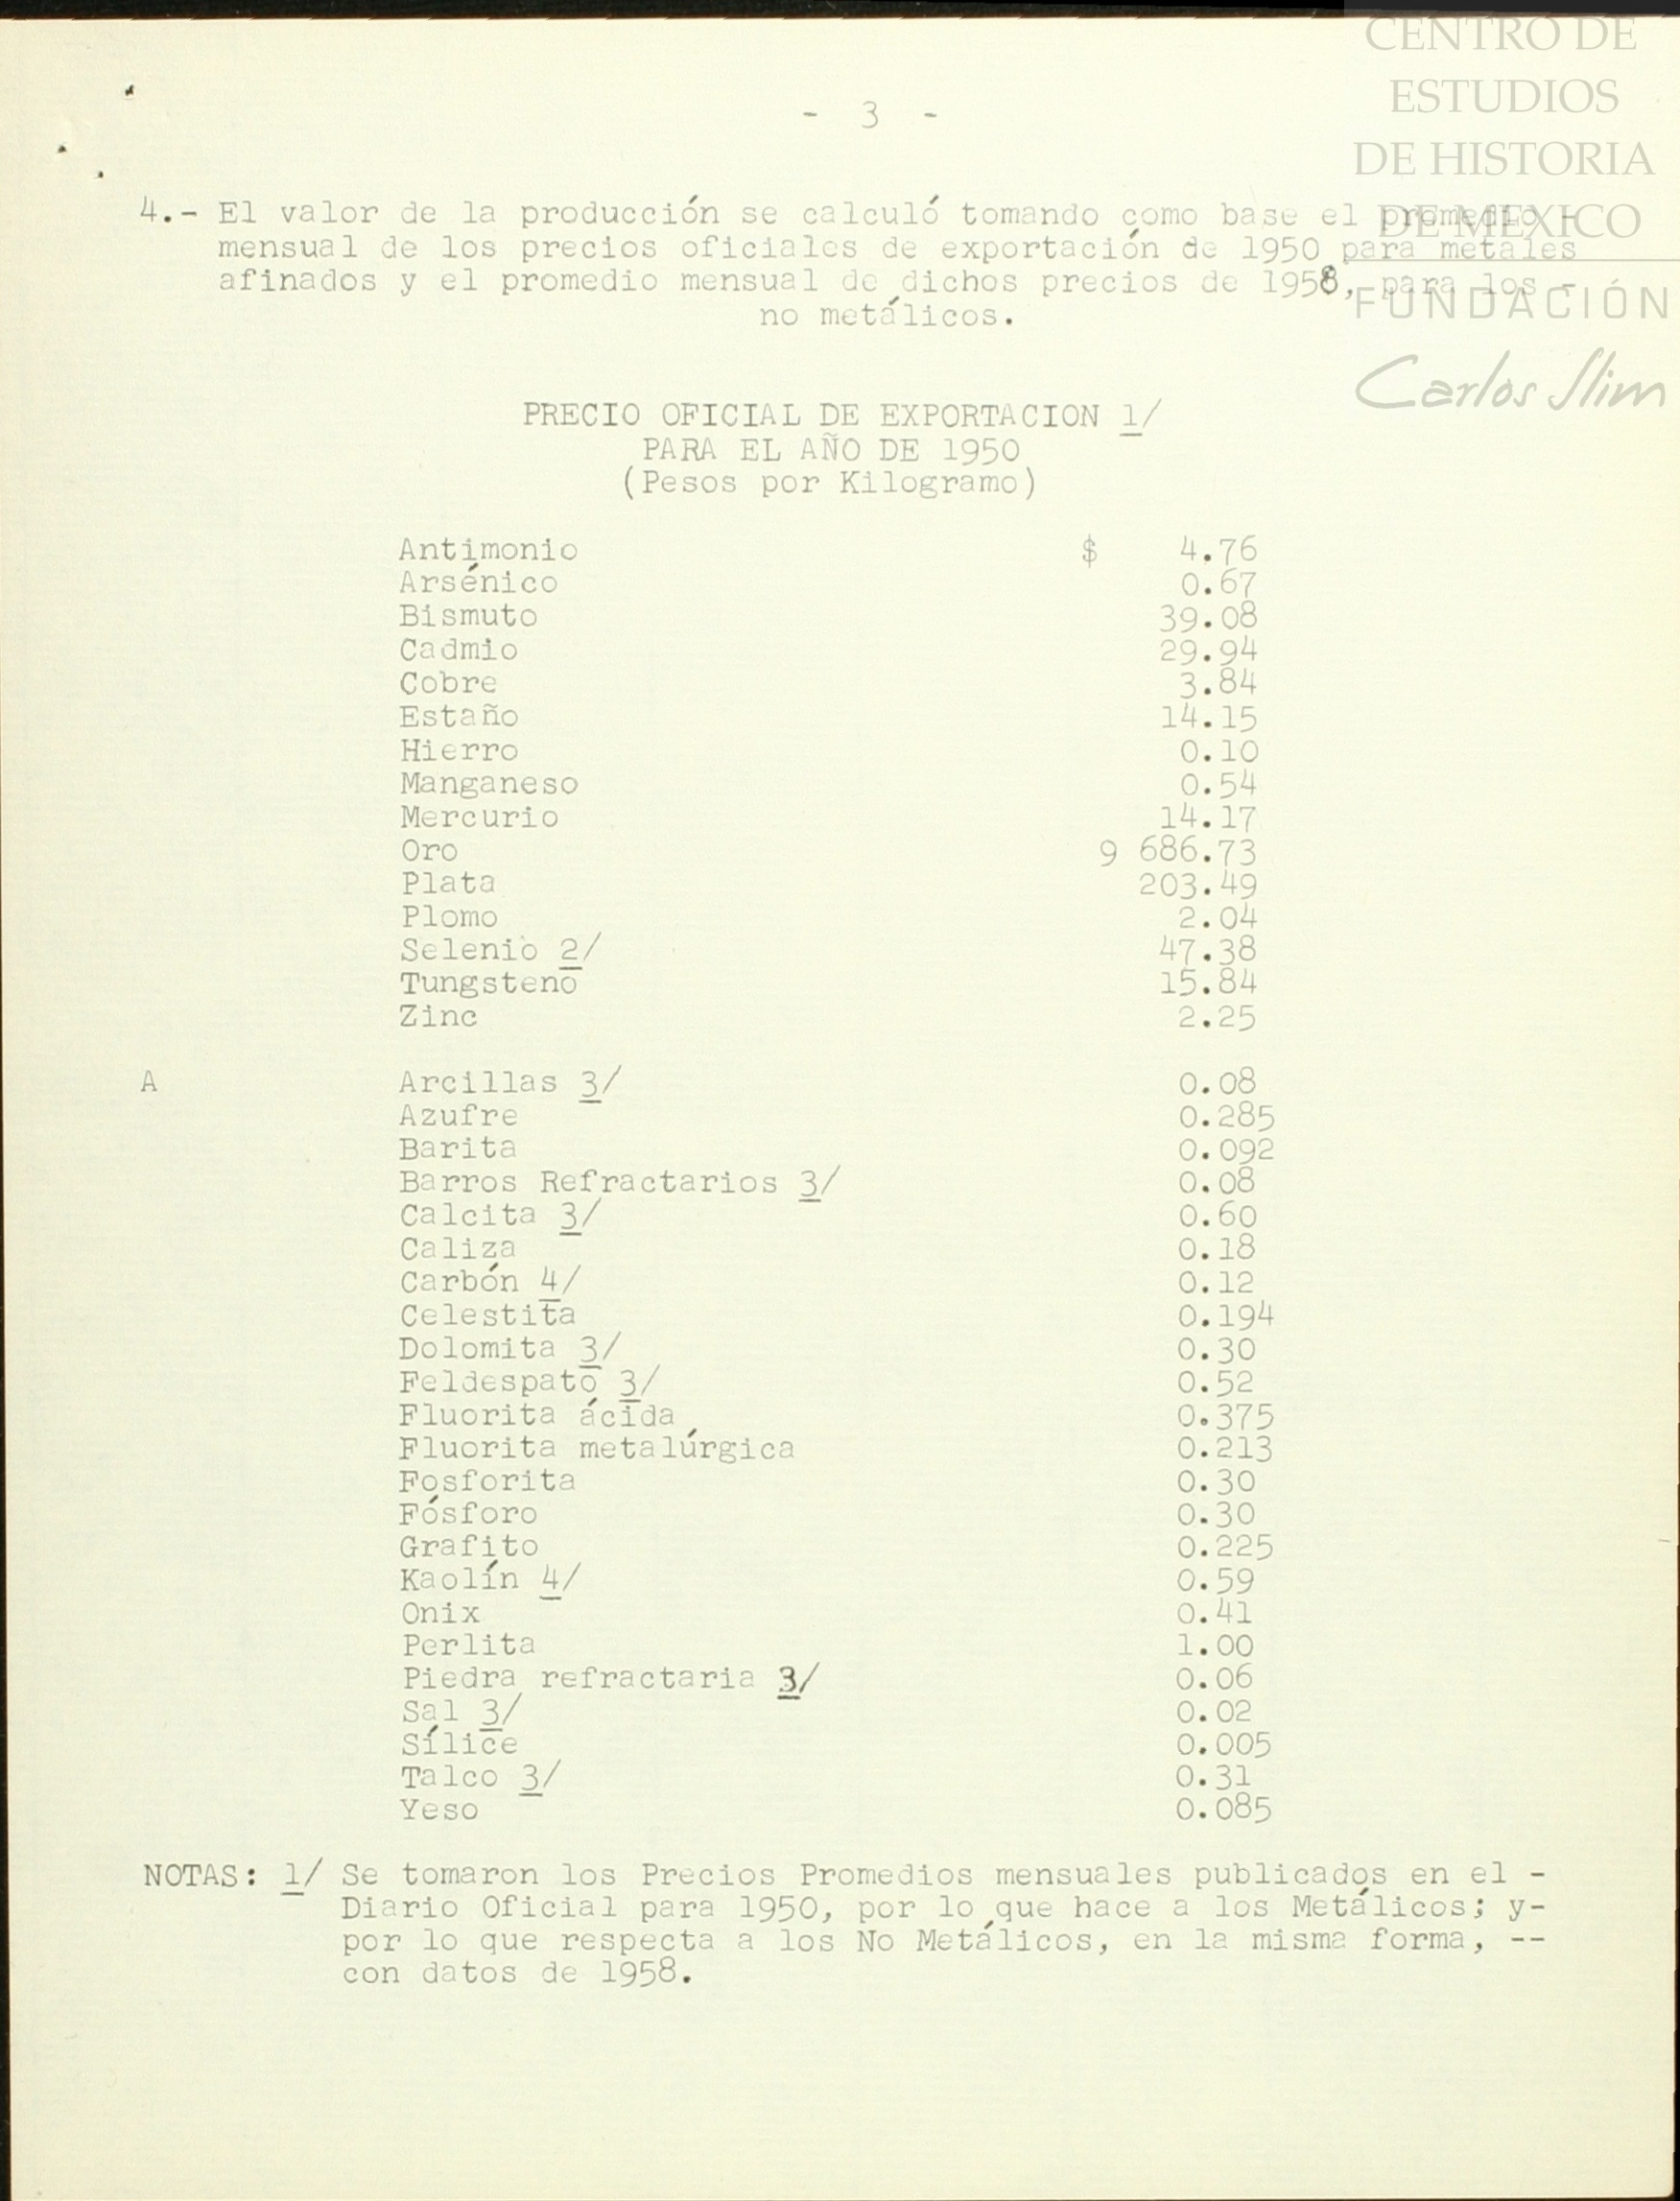 CENTRO DE
ESTUDIOS
DE HISTORIA
DE MEXICO
FUNDACIÓN
Carlos Slim
- 3 -
4.- El valor de la producción se calculó tomando como base el promedio -
mensual de los precios oficiales de exportación de 1950 para metales
afinados y el promedio mensual de dichos precios de 1958, para los -
no metálicos.
PRECIO OFICIAL DE EXPORTACION 1/
PARA EL AÑO DE 1950
(Pesos por Kilogramo)
Antimonio $ 4.76
Arsénico 0.67
Bismuto 39.08
Cadmio 29.94
Cobre 3.84
Estaño 14.15
Hierro 0.10
Manganeso 0.54
Mercurio 14.17
Oro 9 686.73
Plata 203.49
Plomo 2.04
Selenio 2/ 47.38
Tungsteno 15.84
Zinc 2.25
A Arcillas 3/ 0.08
Azufre 0.285
Barita 0.092
Barros Refractarios 3/ 0.08
Calcita 3/ 0.60
Caliza 0.18
Carbón 4/ 0.12
Celestita 0.194
Dolomita 3/ 0.30
Feldespato 3/ 0.52
Fluorita ácida 0.375
Fluorita metalúrgica 0.213
Fosforita 0.30
Fósforo 0.30
Grafito 0.225
Kaolín 4/ 0.59
Onix 0.41
Perlita 1.00
Piedra refractaria 3/ 0.06
Sal 3/ 0.02
Sílice 0.005
Talco 3/ 0.31
Yeso 0.085
NOTAS: 1/ Se tomaron los Precios Promedios mensuales publicados en el -
Diario Oficial para 1950, por lo que hace a los Metálicos; y-
por lo que respecta a los No Metálicos, en la misma forma, --
con datos de 1958.